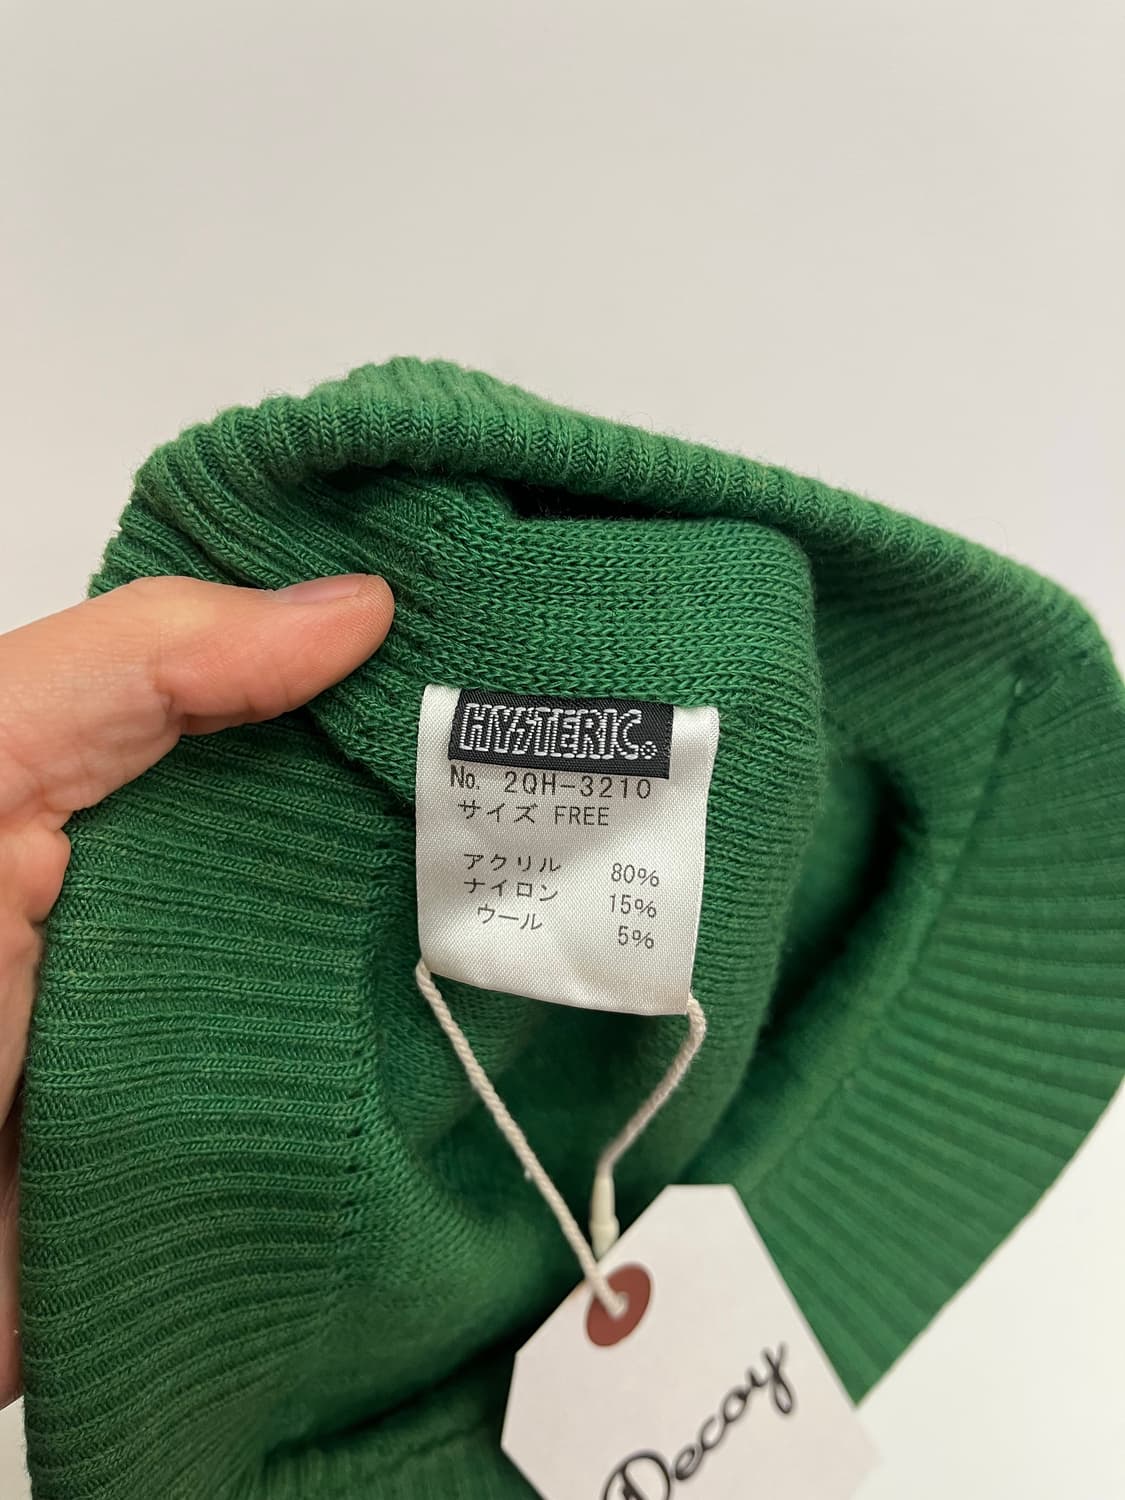 HYSTERIC
No. 2QH-3210
サイズ FREE
アクリル 80%
ナイロン 15%
ウール 5%
Decoy